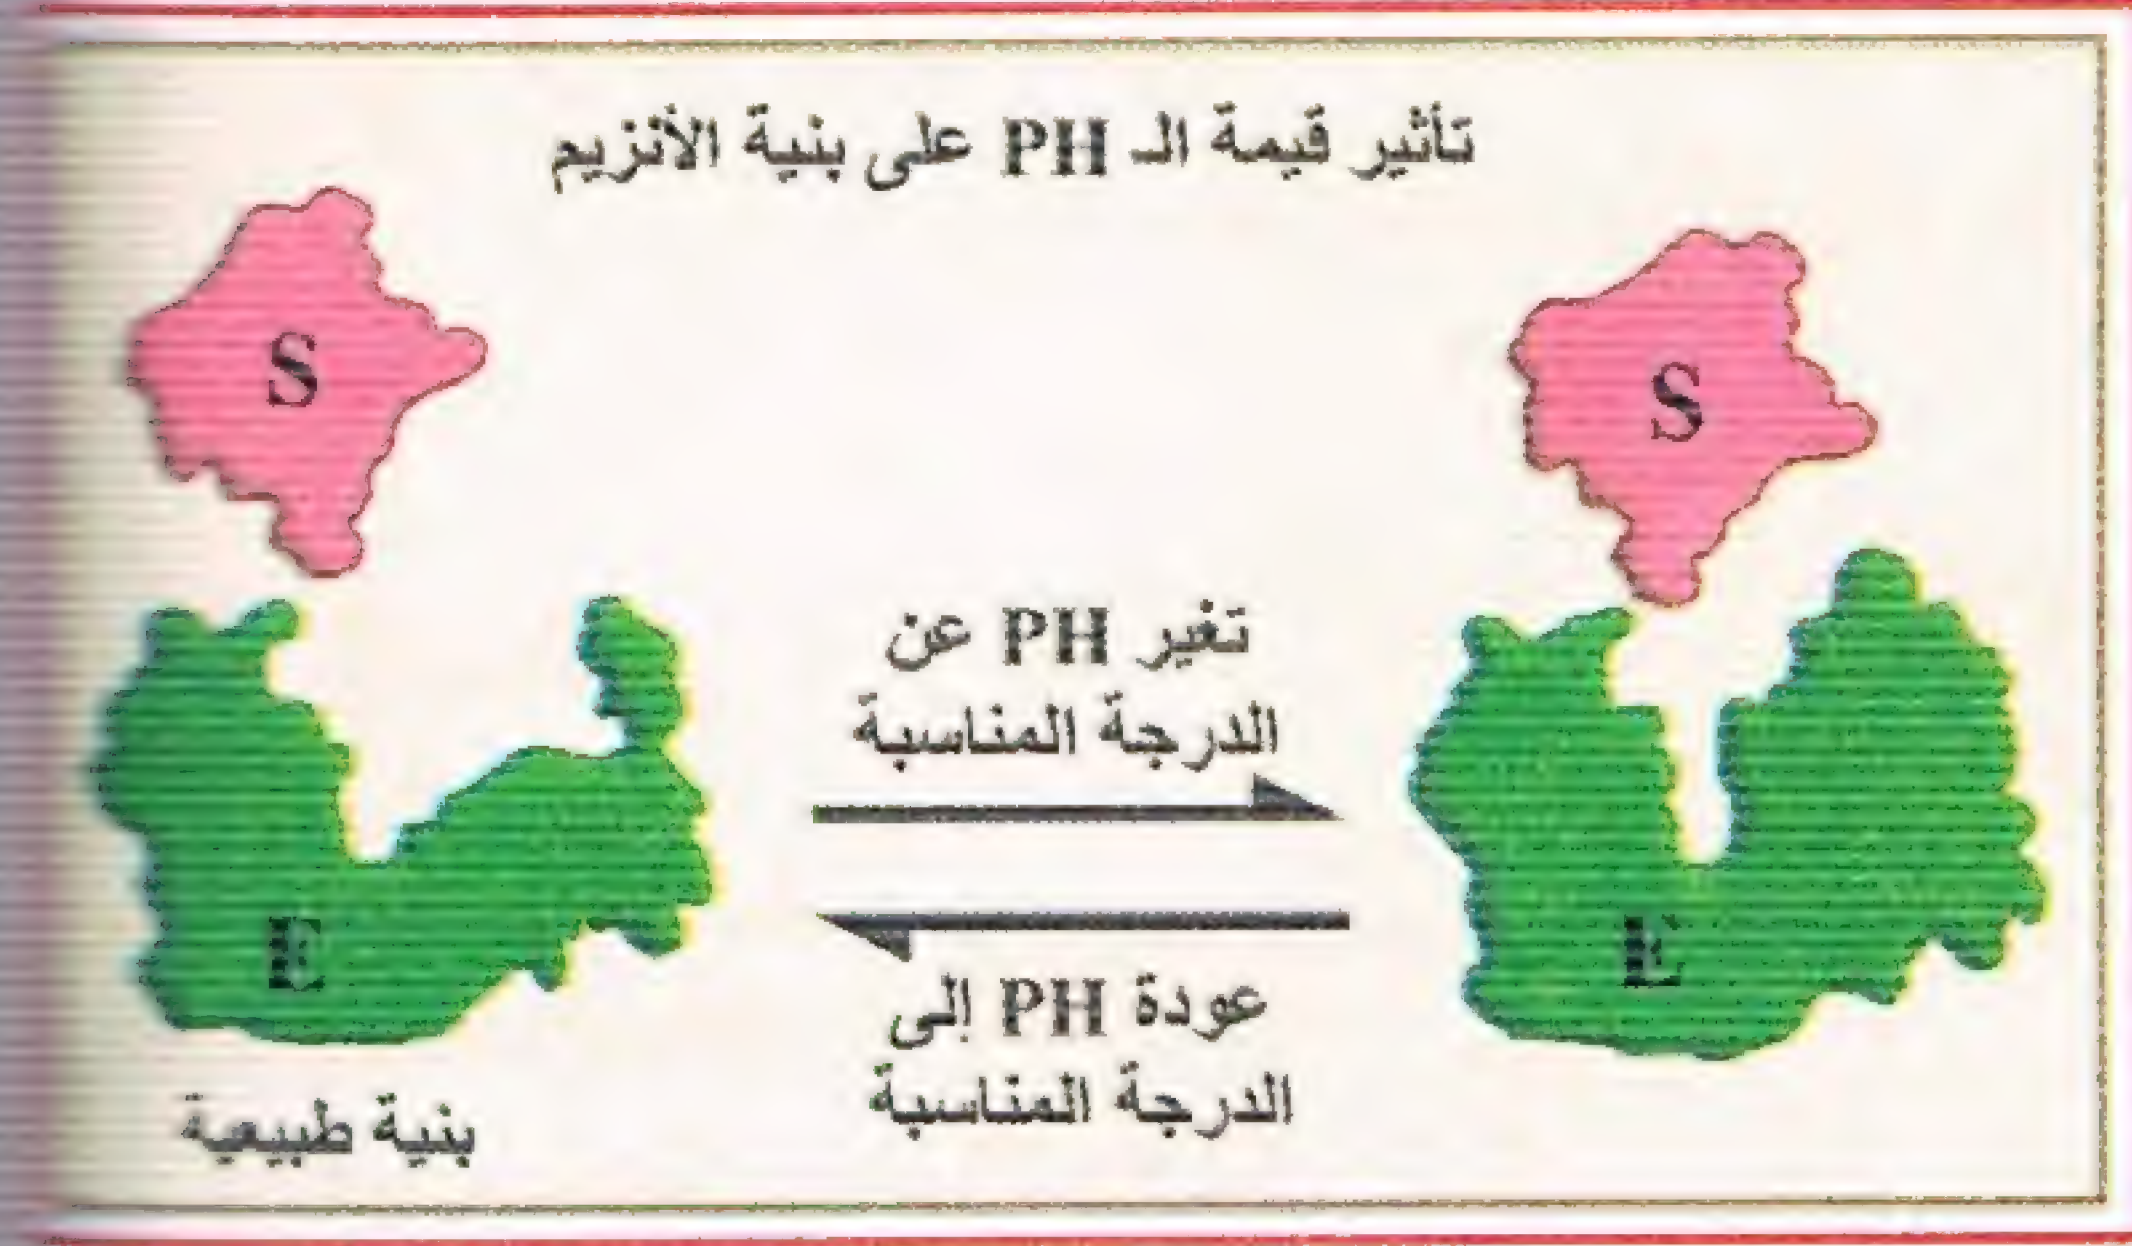 تأثير قيمة الـ PH على بنية الأنزيم
S
S
تغير PH عن
الدرجة المناسبة
E
E
عودة PH إلى
الدرجة المناسبة
بنية طبيعية